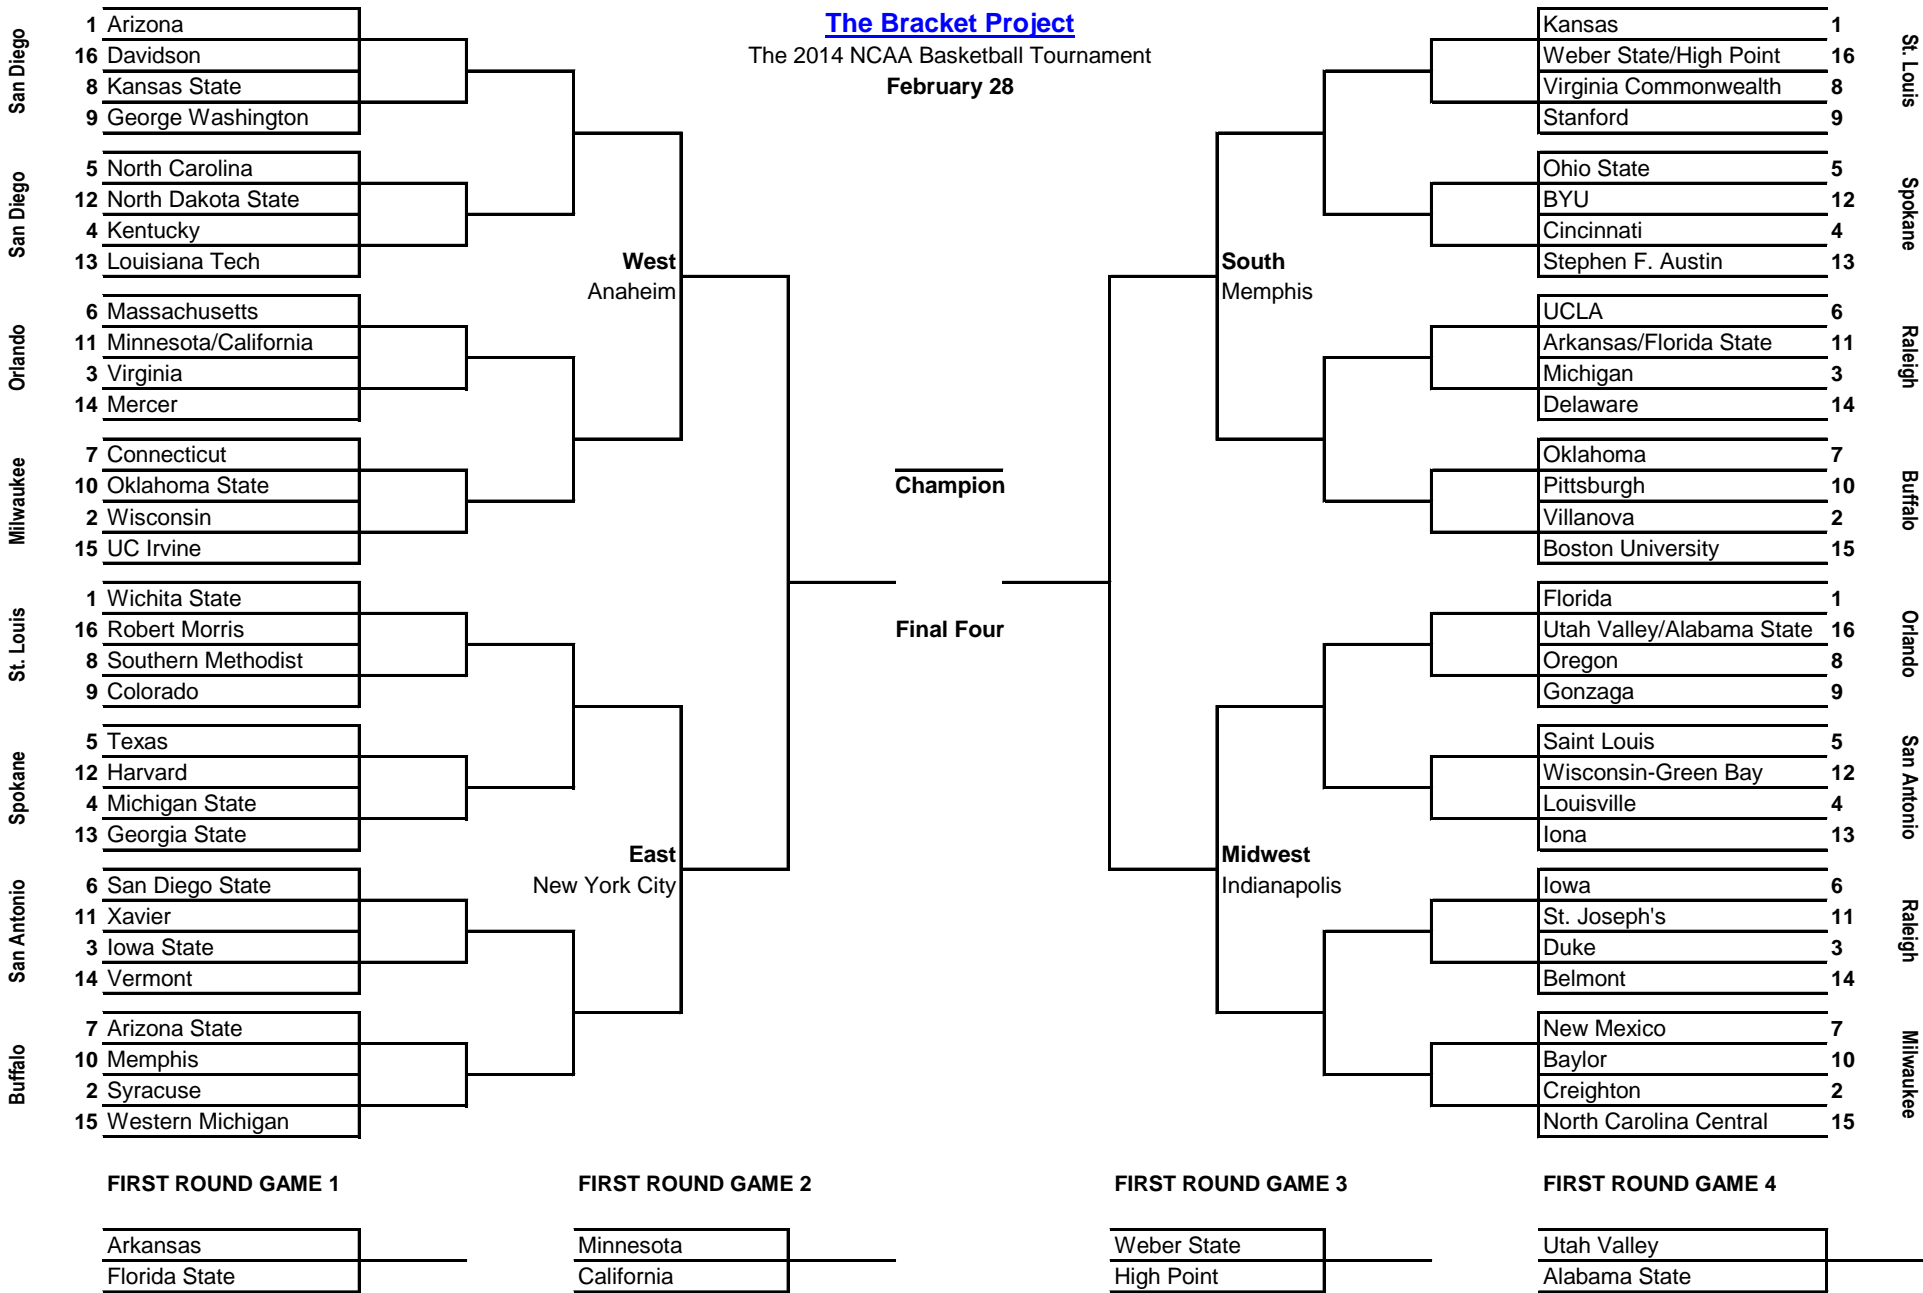 The Bracket Project
The 2014 NCAA Basketball Tournament
February 28
San Diego
1 Arizona
16 Davidson
8 Kansas State
9 George Washington
San Diego
5 North Carolina
12 North Dakota State
4 Kentucky
13 Louisiana Tech
West
Anaheim
Orlando
6 Massachusetts
11 Minnesota/California
3 Virginia
14 Mercer
Milwaukee
7 Connecticut
10 Oklahoma State
2 Wisconsin
15 UC Irvine
St. Louis
1 Wichita State
16 Robert Morris
8 Southern Methodist
9 Colorado
Spokane
5 Texas
12 Harvard
4 Michigan State
13 Georgia State
East
New York City
San Antonio
6 San Diego State
11 Xavier
3 Iowa State
14 Vermont
Buffalo
7 Arizona State
10 Memphis
2 Syracuse
15 Western Michigan
Champion
Final Four
Kansas 1
Weber State/High Point 16
Virginia Commonwealth 8
Stanford 9
St. Louis
Ohio State 5
BYU 12
Cincinnati 4
Stephen F. Austin 13
Spokane
South
Memphis
UCLA 6
Arkansas/Florida State 11
Michigan 3
Delaware 14
Raleigh
Oklahoma 7
Pittsburgh 10
Villanova 2
Boston University 15
Buffalo
Florida 1
Utah Valley/Alabama State 16
Oregon 8
Gonzaga 9
Orlando
Saint Louis 5
Wisconsin-Green Bay 12
Louisville 4
Iona 13
San Antonio
Midwest
Indianapolis
Iowa 6
St. Joseph's 11
Duke 3
Belmont 14
Raleigh
New Mexico 7
Baylor 10
Creighton 2
North Carolina Central 15
Milwaukee
FIRST ROUND GAME 1
Arkansas
Florida State
FIRST ROUND GAME 2
Minnesota
California
FIRST ROUND GAME 3
Weber State
High Point
FIRST ROUND GAME 4
Utah Valley
Alabama State